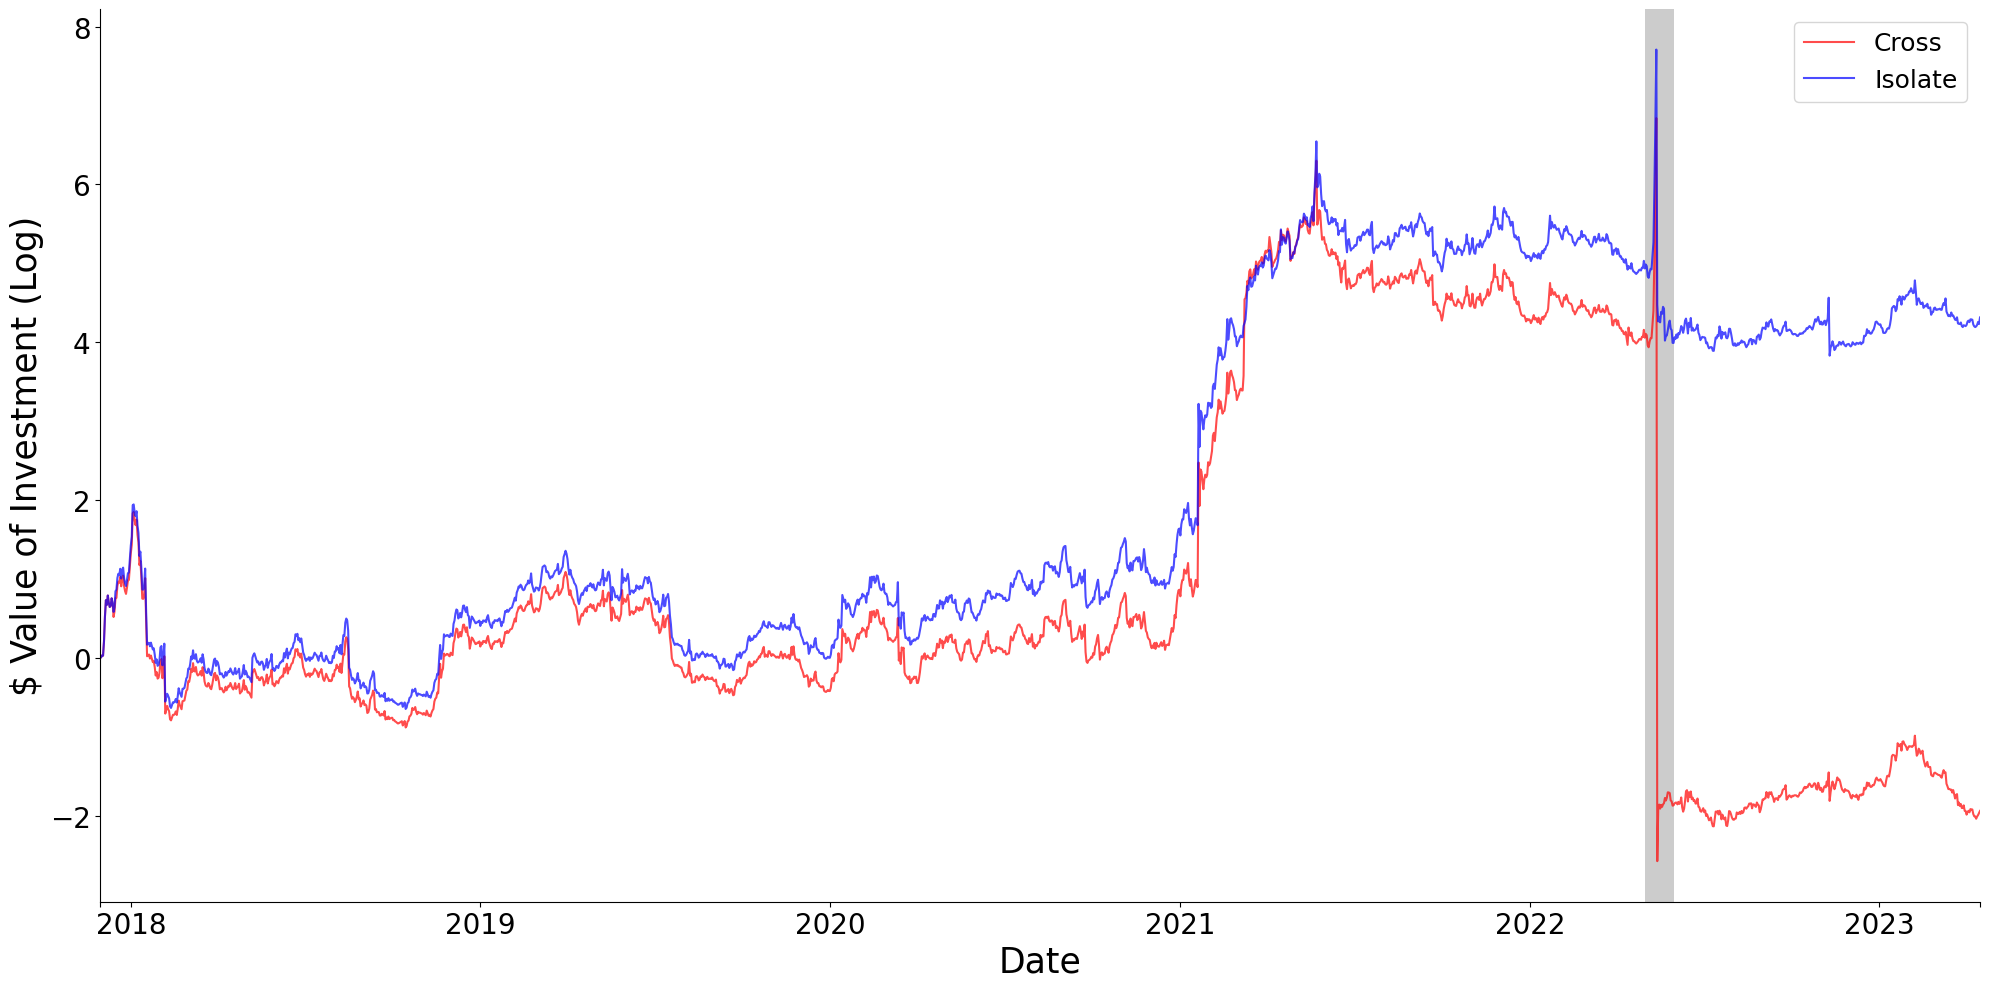 $ Value of Investment (Log)
8
6
4
2
0
−2
Cross
Isolate
2018 2019 2020 2021 2022 2023
Date